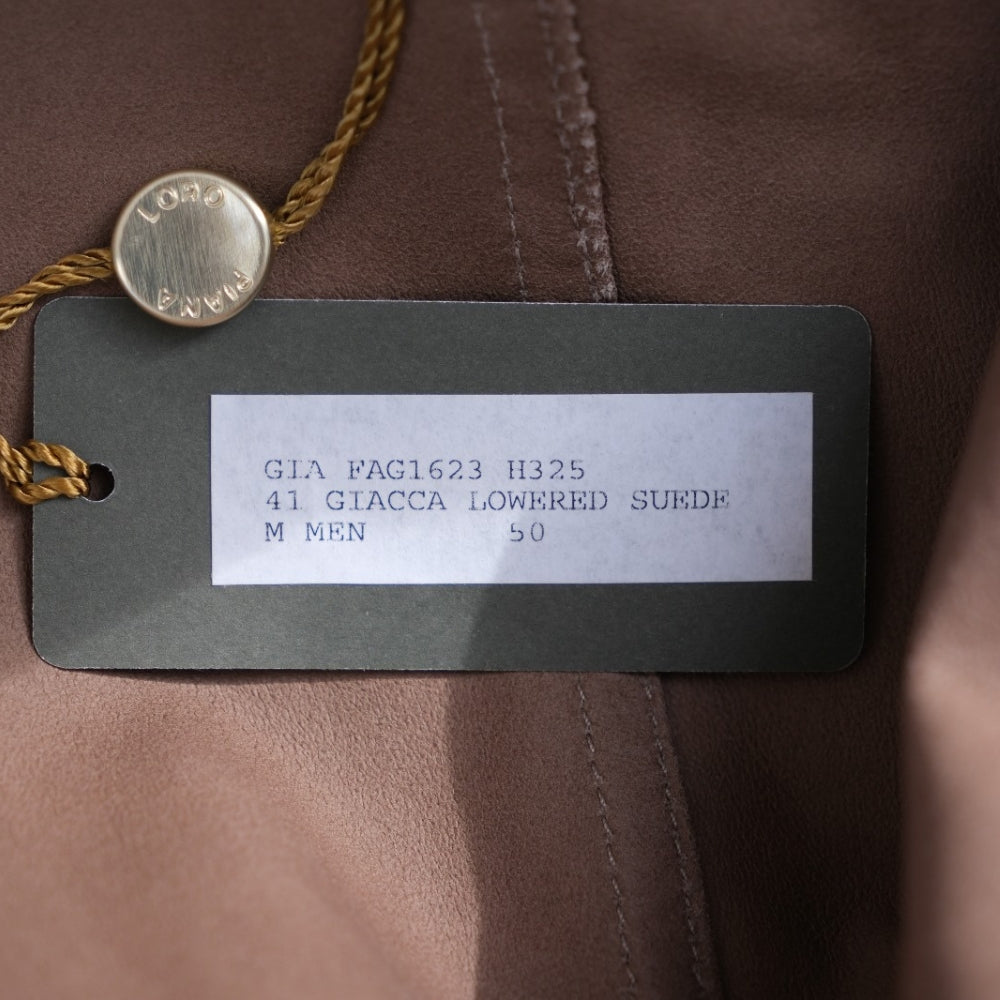 LORO
PIANA
GIA FAG1623 H325
41 GIACCA LOWERED SUEDE
M MEN 50